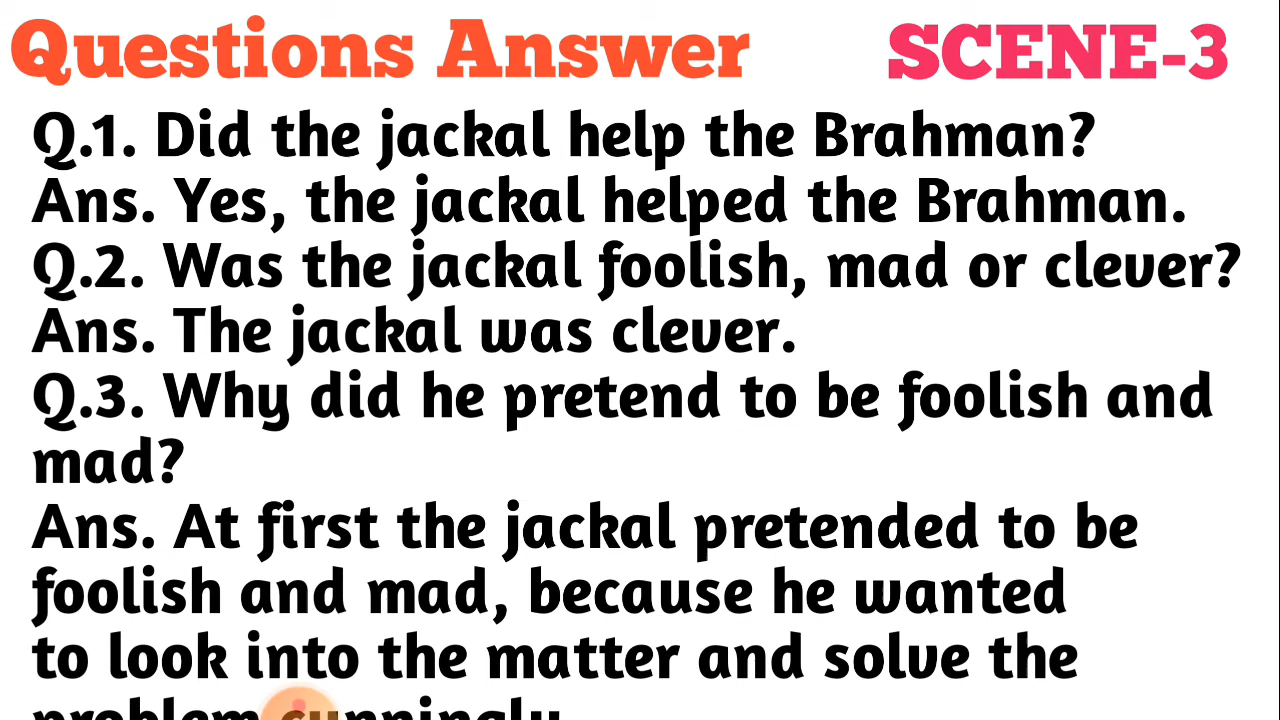 Questions Answer SCENE-3
Q.1. Did the jackal help the Brahman?
Ans. Yes, the jackal helped the Brahman.
Q.2. Was the jackal foolish, mad or clever?
Ans. The jackal was clever.
Q.3. Why did he pretend to be foolish and
mad?
Ans. At first the jackal pretended to be
foolish and mad, because he wanted
to look into the matter and solve the
problem cunningly